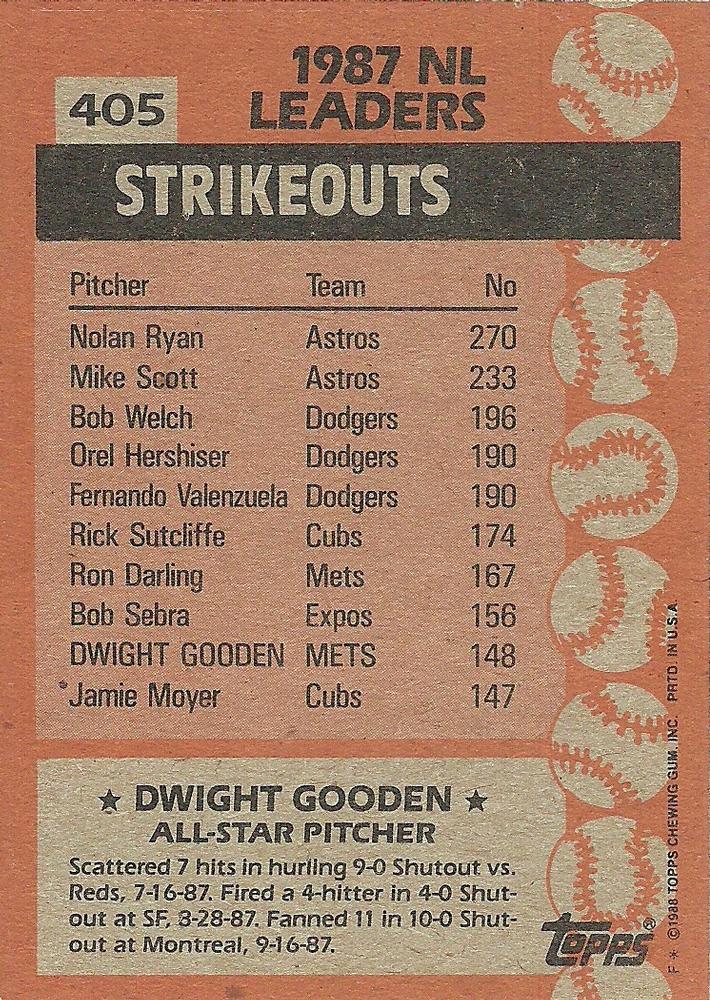 405
1987 NL
LEADERS
STRIKEOUTS
Pitcher Team No
Nolan Ryan Astros 270
Mike Scott Astros 233
Bob Welch Dodgers 196
Orel Hershiser Dodgers 190
Fernando Valenzuela Dodgers 190
Rick Sutcliffe Cubs 174
Ron Darling Mets 167
Bob Sebra Expos 156
DWIGHT GOODEN METS 148
Jamie Moyer Cubs 147
★ DWIGHT GOODEN ★
ALL-STAR PITCHER
Scattered 7 hits in hurling 9-0 Shutout vs.
Reds, 7-16-87. Fired a 4-hitter in 4-0 Shut-
out at SF, 8-28-87. Fanned 11 in 10-0 Shut-
out at Montreal, 9-16-87.
topps®
F * ©1988 TOPPS CHEWING GUM, INC. PRTD. IN U.S.A.